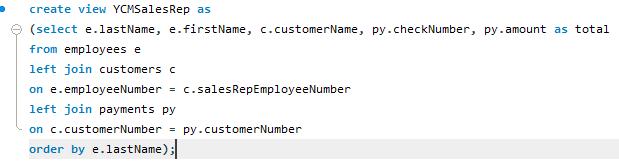 create view YCMSalesRep as
(select e.lastName, e.firstName, c.customerName, py.checkNumber, py.amount as total
from employees e
left join customers c
on e.employeeNumber = c.salesRepEmployeeNumber
left join payments py
on c.customerNumber = py.customerNumber
order by e.lastName);